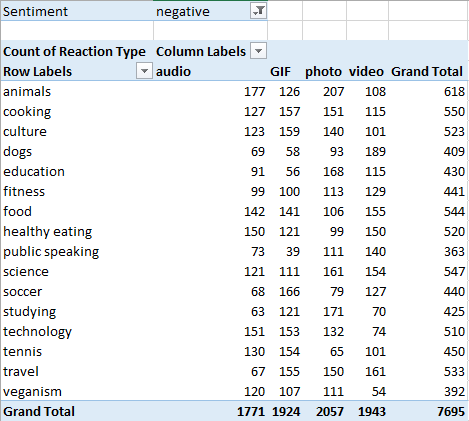 Sentiment negative
Count of Reaction Type Column Labels
Row Labels audio GIF photo video Grand Total
animals 177 126 207 108 618
cooking 127 157 151 115 550
culture 123 159 140 101 523
dogs 69 58 93 189 409
education 91 56 168 115 430
fitness 99 100 113 129 441
food 142 141 106 155 544
healthy eating 150 121 99 150 520
public speaking 73 39 111 140 363
science 121 111 161 154 547
soccer 68 166 79 127 440
studying 63 121 171 70 425
technology 151 153 132 74 510
tennis 130 154 65 101 450
travel 67 155 150 161 533
veganism 120 107 111 54 392
Grand Total 1771 1924 2057 1943 7695